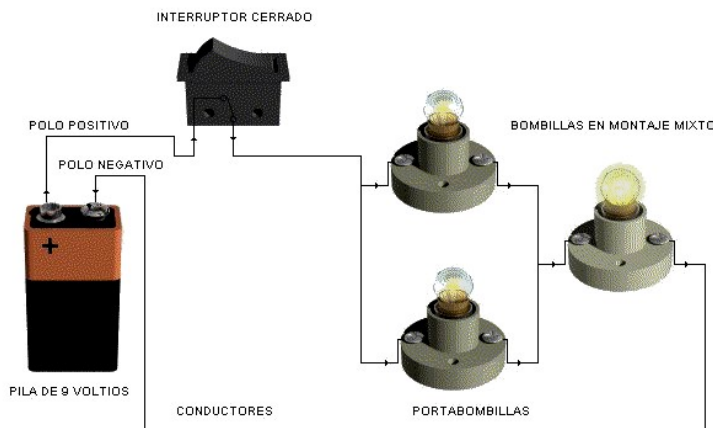 INTERRUPTOR CERRADO
POLO POSITIVO
BOMBILLAS EN MONTAJE MIXTO
POLO NEGATIVO
+
PILA DE 9 VOLTIOS
CONDUCTORES
PORTABOMBILLAS